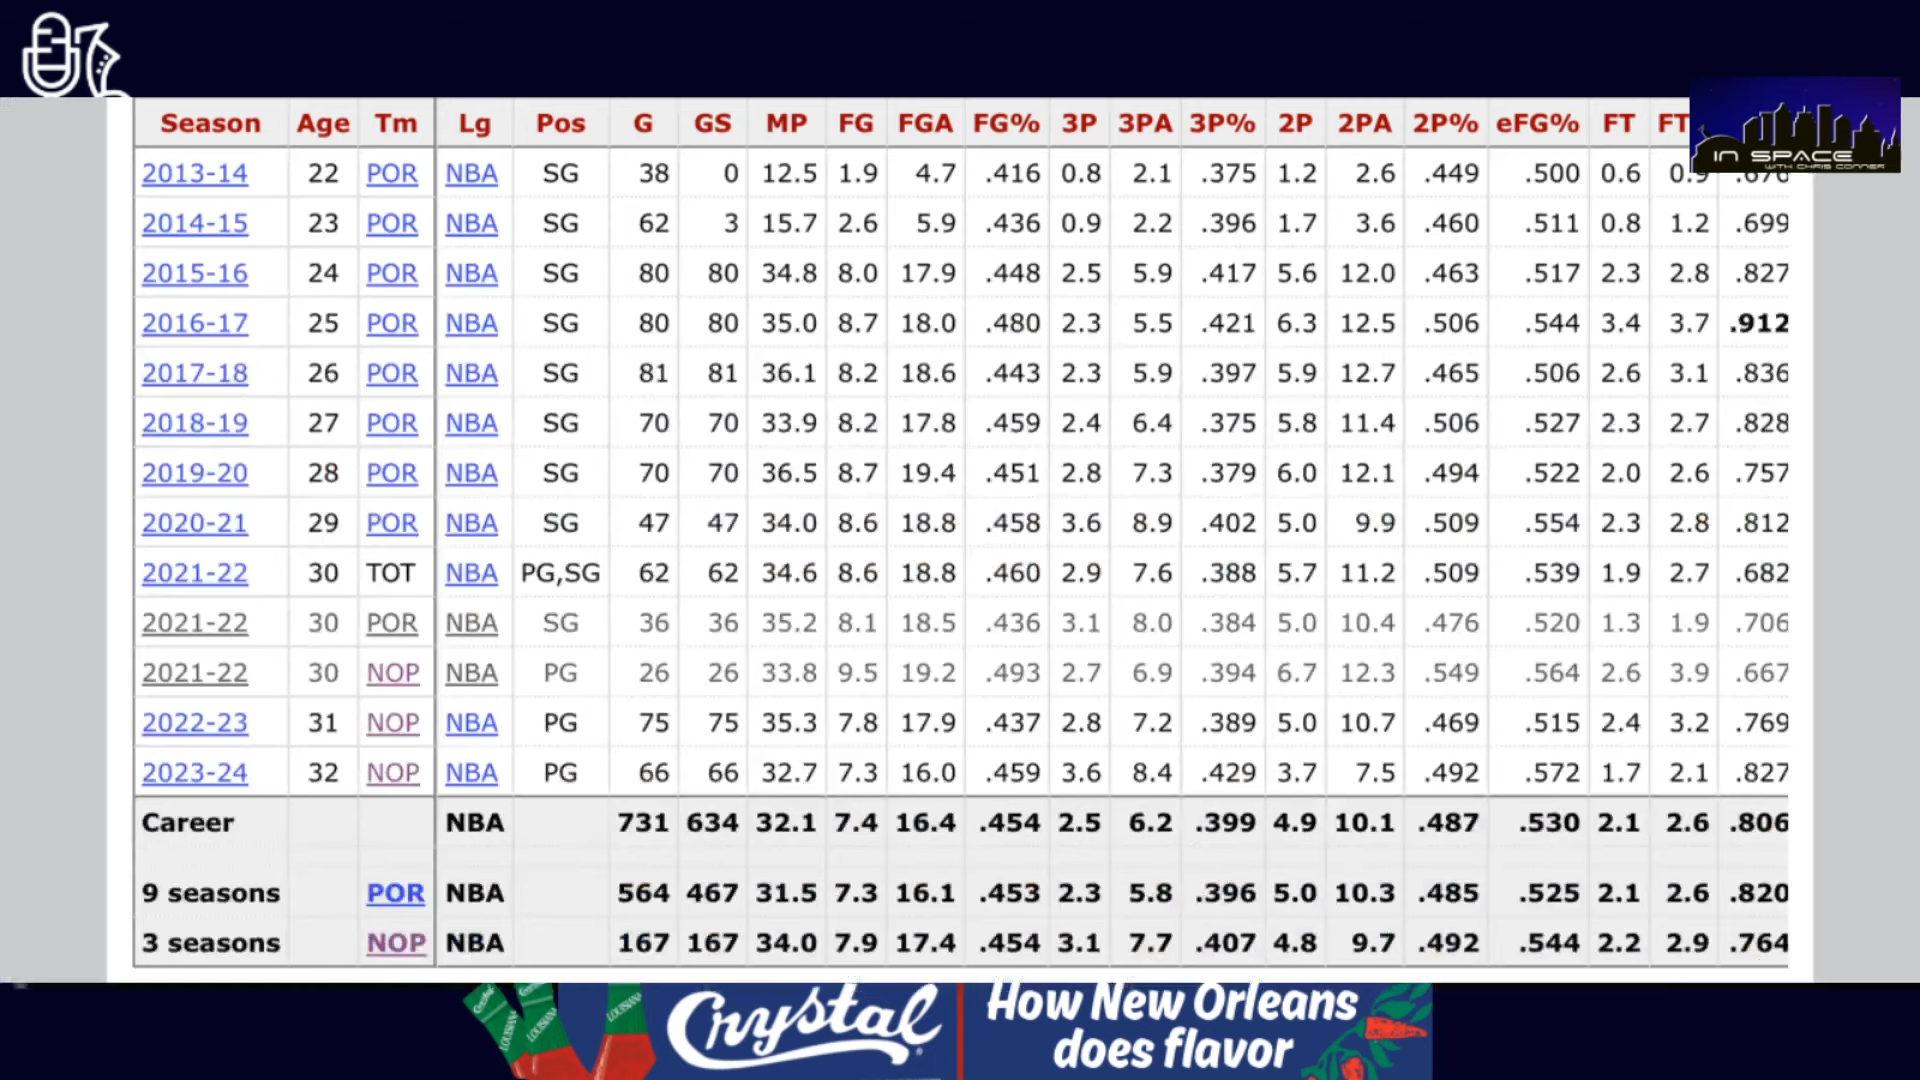 Season Age Tm Lg Pos G GS MP FG FGA FG% 3P 3PA 3P% 2P 2PA 2P% eFG% FT FT
IN SPACE
WITH CHRIS CONNER
2013-14 22 POR NBA SG 38 0 12.5 1.9 4.7 .416 0.8 2.1 .375 1.2 2.6 .449 .500 0.6 0.9 .676
2014-15 23 POR NBA SG 62 3 15.7 2.6 5.9 .436 0.9 2.2 .396 1.7 3.6 .460 .511 0.8 1.2 .699
2015-16 24 POR NBA SG 80 80 34.8 8.0 17.9 .448 2.5 5.9 .417 5.6 12.0 .463 .517 2.3 2.8 .827
2016-17 25 POR NBA SG 80 80 35.0 8.7 18.0 .480 2.3 5.5 .421 6.3 12.5 .506 .544 3.4 3.7 .912
2017-18 26 POR NBA SG 81 81 36.1 8.2 18.6 .443 2.3 5.9 .397 5.9 12.7 .465 .506 2.6 3.1 .836
2018-19 27 POR NBA SG 70 70 33.9 8.2 17.8 .459 2.4 6.4 .375 5.8 11.4 .506 .527 2.3 2.7 .828
2019-20 28 POR NBA SG 70 70 36.5 8.7 19.4 .451 2.8 7.3 .379 6.0 12.1 .494 .522 2.0 2.6 .757
2020-21 29 POR NBA SG 47 47 34.0 8.6 18.8 .458 3.6 8.9 .402 5.0 9.9 .509 .554 2.3 2.8 .812
2021-22 30 TOT NBA PG,SG 62 62 34.6 8.6 18.8 .460 2.9 7.6 .388 5.7 11.2 .509 .539 1.9 2.7 .682
2021-22 30 POR NBA SG 36 36 35.2 8.1 18.5 .436 3.1 8.0 .384 5.0 10.4 .476 .520 1.3 1.9 .706
2021-22 30 NOP NBA PG 26 26 33.8 9.5 19.2 .493 2.7 6.9 .394 6.7 12.3 .549 .564 2.6 3.9 .667
2022-23 31 NOP NBA PG 75 75 35.3 7.8 17.9 .437 2.8 7.2 .389 5.0 10.7 .469 .515 2.4 3.2 .769
2023-24 32 NOP NBA PG 66 66 32.7 7.3 16.0 .459 3.6 8.4 .429 3.7 7.5 .492 .572 1.7 2.1 .827
Career NBA 731 634 32.1 7.4 16.4 .454 2.5 6.2 .399 4.9 10.1 .487 .530 2.1 2.6 .806
9 seasons POR NBA 564 467 31.5 7.3 16.1 .453 2.3 5.8 .396 5.0 10.3 .485 .525 2.1 2.6 .820
3 seasons NOP NBA 167 167 34.0 7.9 17.4 .454 3.1 7.7 .407 4.8 9.7 .492 .544 2.2 2.9 .764
Crystal
How New Orleans
does flavor
LOUISIANA
LOUISIANA
LOUISIANA